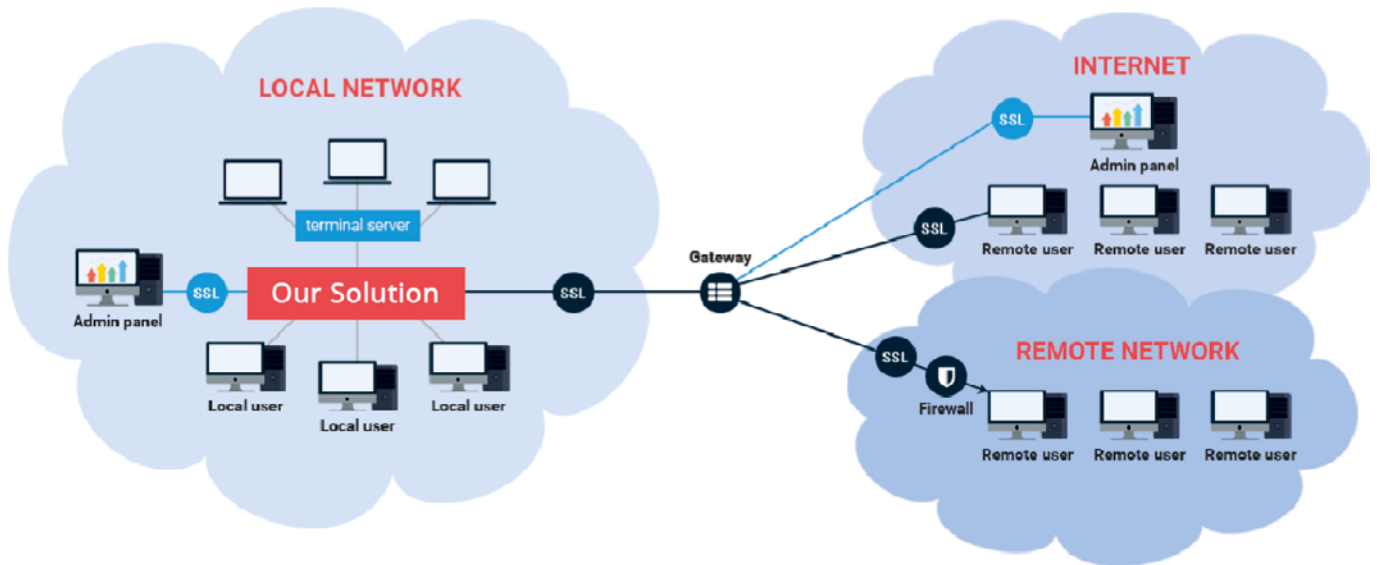 LOCAL NETWORK
terminal server
Admin panel
SSL
Our Solution
SSL
Local user
Local user
Local user
Gateway
INTERNET
SSL
Admin panel
SSL
Remote user
Remote user
Remote user
REMOTE NETWORK
SSL
Firewall
Remote user
Remote user
Remote user